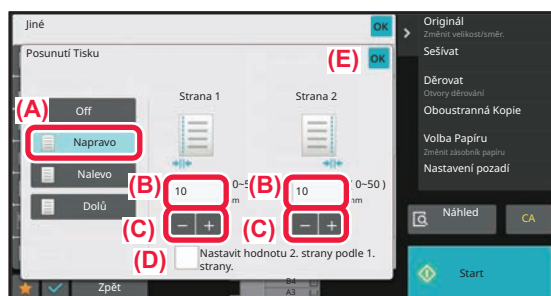 Jiné
OK
Posunutí Tisku
(E)
OK
(A)
Off
Napravo
Nalevo
Dolů
Strana 1
Strana 2
(B)
10
(B)
10
( 0~50 )
(C)
− +
(C)
− +
(D)
Nastavit hodnotu 2. strany podle 1.
strany.
Zpět
B4
A3
Originál
Změnit velikost/směr.
Sešívat
Děrovat
Otvory děrování
Oboustranná Kopie
Volba Papíru
Změnit zásobník papíru
Nastavení pozadí
Náhled
CA
Start